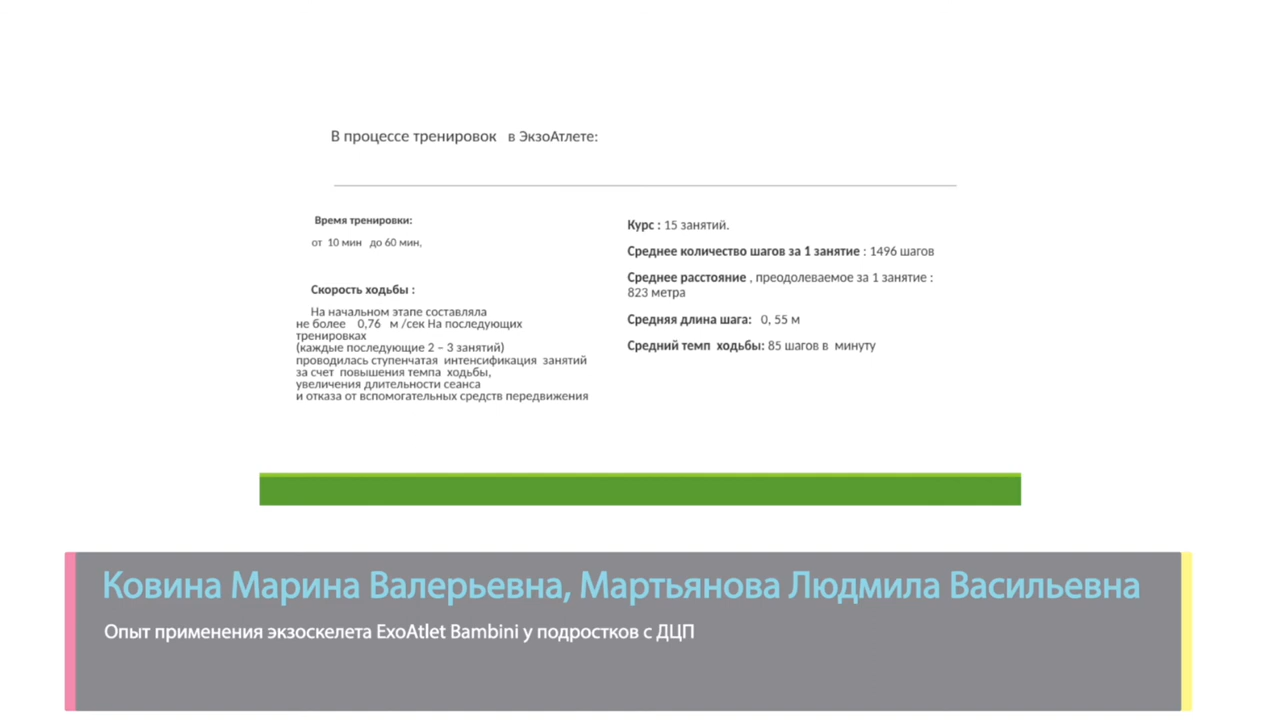 В процессе тренировок в ЭкзоАтлете:
Время тренировки:
от 10 мин до 60 мин,
Скорость ходьбы :
На начальном этапе составляла
не более 0,76 м /сек На последующих
тренировках
(каждые последующие 2 – 3 занятий)
проводилась ступенчатая интенсификация занятий
за счет повышения темпа ходьбы,
увеличения длительности сеанса
и отказа от вспомогательных средств передвижения
Курс : 15 занятий.
Среднее количество шагов за 1 занятие : 1496 шагов
Среднее расстояние , преодолеваемое за 1 занятие :
823 метра
Средняя длина шага: 0, 55 м
Средний темп ходьбы: 85 шагов в минуту
Ковина Марина Валерьевна, Мартьянова Людмила Васильевна
Опыт применения экзоскелета ExoAtlet Bambini у подростков с ДЦП